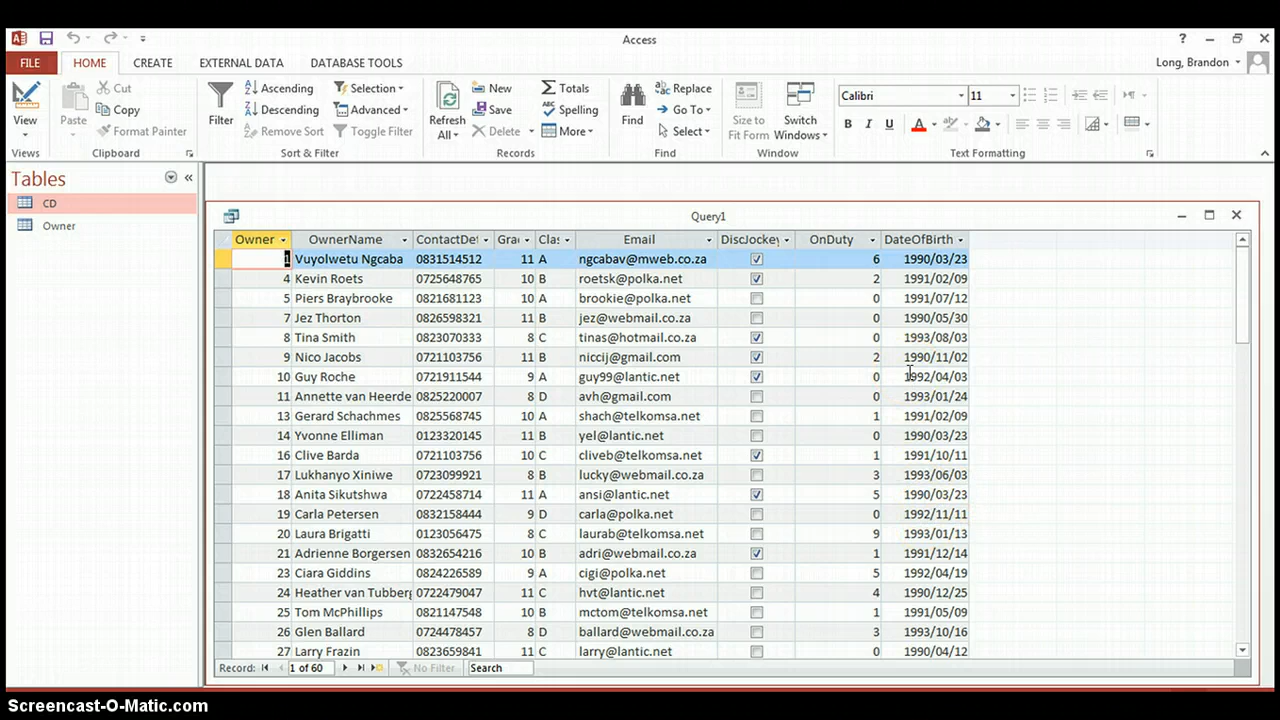 Access
?
Long, Brandon
FILE HOME CREATE EXTERNAL DATA DATABASE TOOLS
View
Views
Paste
Cut
Copy
Format Painter
Clipboard
Filter
Ascending
Descending
Remove Sort
Selection
Advanced
Toggle Filter
Sort & Filter
Refresh
All
New
Save
Delete
Totals
Spelling
More
Records
Find
Replace
Go To
Select
Find
Size to
Fit Form
Switch
Windows
Window
Calibri 11
B I U A
Text Formatting
Tables
CD
Owner
Query1
Owner OwnerName ContactDet Grad Clas Email DiscJockey OnDuty DateOfBirth
1 Vuyolwetu Ngcaba 0831514512 11 A ngcabav@mweb.co.za 6 1990/03/23
4 Kevin Roets 0725648765 10 B roetsk@polka.net 2 1991/02/09
5 Piers Braybrooke 0821681123 10 A brookie@polka.net 0 1991/07/12
7 Jez Thorton 0826598321 11 B jez@webmail.co.za 0 1990/05/30
8 Tina Smith 0823070333 8 C tinas@hotmail.co.za 0 1993/08/03
9 Nico Jacobs 0721103756 11 B niccij@gmail.com 2 1990/11/02
10 Guy Roche 0721911544 9 A guy99@lantic.net 0 1992/04/03
11 Annette van Heerde 0825220007 8 D avh@gmail.com 0 1993/01/24
13 Gerard Schachmes 0825568745 10 A shach@telkomsa.net 1 1991/02/09
14 Yvonne Elliman 0123320145 11 B yel@lantic.net 0 1990/03/23
16 Clive Barda 0721103756 10 C cliveb@telkomsa.net 1 1991/10/11
17 Lukhanyo Xiniwe 0723099921 8 B lucky@webmail.co.za 3 1993/06/03
18 Anita Sikutshwa 0722458714 11 A ansi@lantic.net 5 1990/03/23
19 Carla Petersen 0832158444 9 D carla@polka.net 0 1992/11/11
20 Laura Brigatti 0123056475 8 C laurab@telkomsa.net 9 1993/01/13
21 Adrienne Borgersen 0832654216 10 B adri@webmail.co.za 1 1991/12/14
23 Ciara Giddins 0824226589 9 A cigi@polka.net 5 1992/04/19
24 Heather van Tubberg 0722479047 11 C hvt@lantic.net 4 1990/12/25
25 Tom McPhillips 0821147548 10 B mctom@telkomsa.net 1 1991/05/09
26 Glen Ballard 0724478457 8 D ballard@webmail.co.za 3 1993/10/16
27 Larry Frazin 0823659841 11 C larry@lantic.net 0 1990/04/12
Record: 1 of 60 No Filter Search
Screencast-O-Matic.com